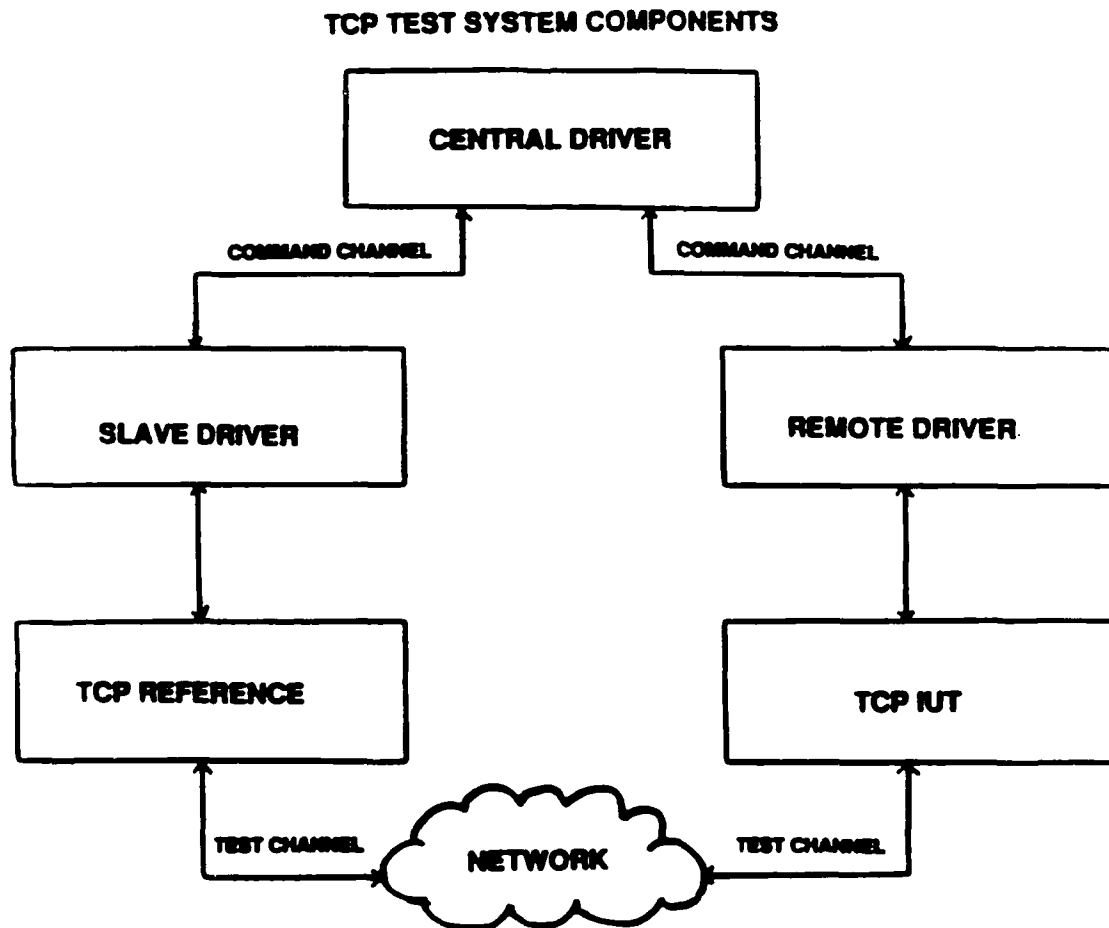 TCP TEST SYSTEM COMPONENTS
CENTRAL DRIVER
COMMAND CHANNEL
COMMAND CHANNEL
SLAVE DRIVER
REMOTE DRIVER
TCP REFERENCE
TCP IUT
TEST CHANNEL
NETWORK
TEST CHANNEL